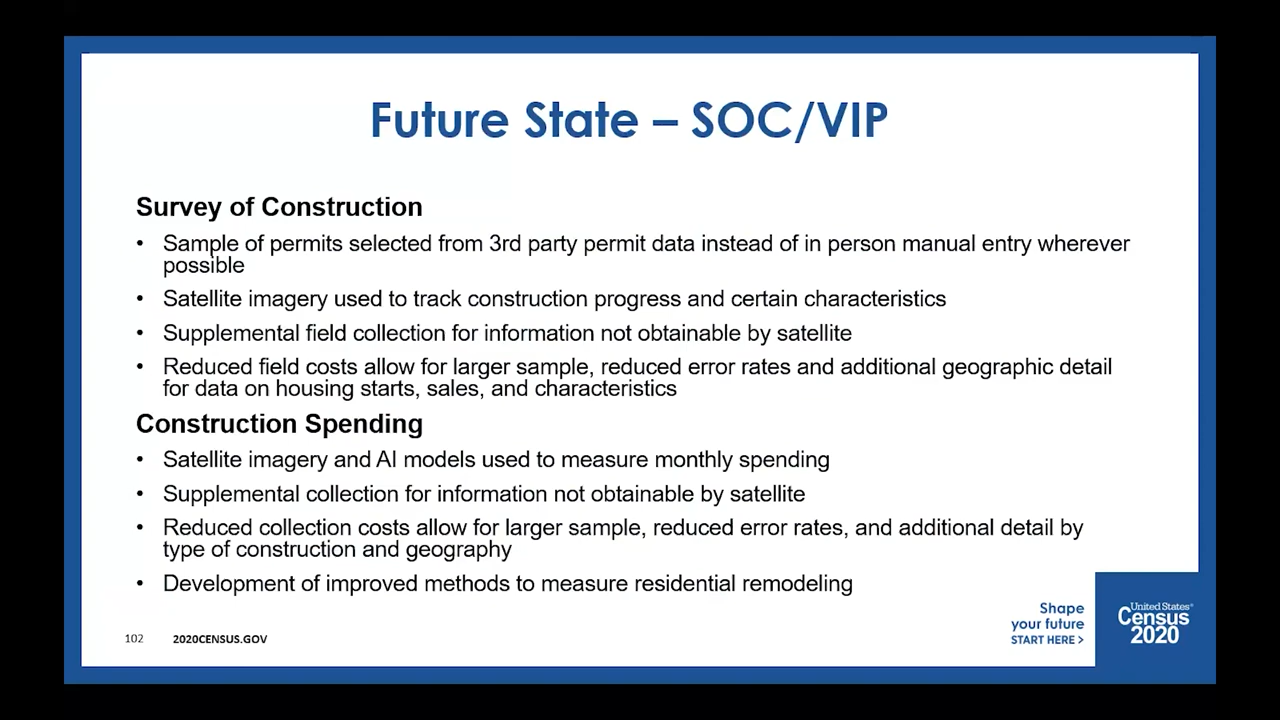 Future State – SOC/VIP
Survey of Construction
• Sample of permits selected from 3rd party permit data instead of in person manual entry wherever
possible
• Satellite imagery used to track construction progress and certain characteristics
• Supplemental field collection for information not obtainable by satellite
• Reduced field costs allow for larger sample, reduced error rates and additional geographic detail
for data on housing starts, sales, and characteristics
Construction Spending
• Satellite imagery and AI models used to measure monthly spending
• Supplemental collection for information not obtainable by satellite
• Reduced collection costs allow for larger sample, reduced error rates, and additional detail by
type of construction and geography
• Development of improved methods to measure residential remodeling
102 2020CENSUS.GOV
Shape
your future
START HERE >
United States®
Census
2020